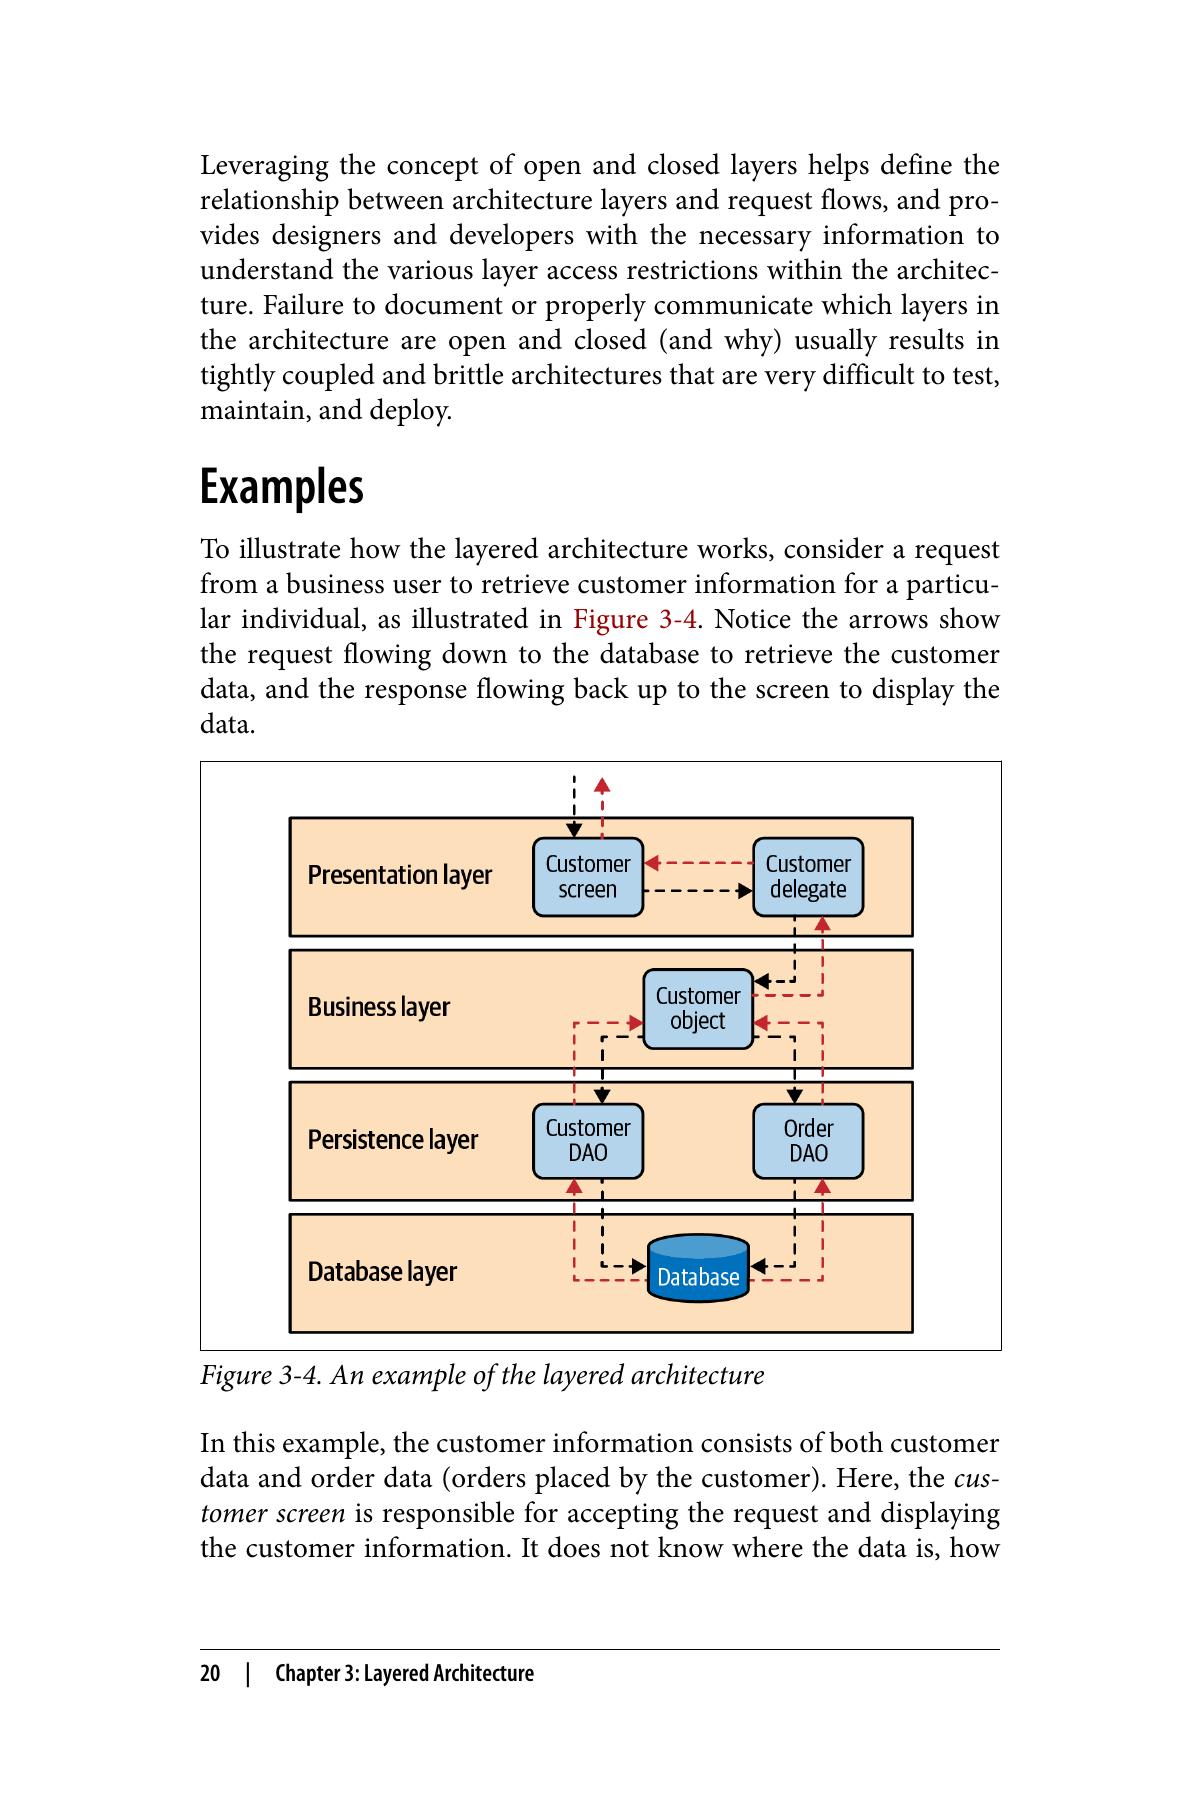 Leveraging the concept of open and closed layers helps define the
relationship between architecture layers and request flows, and pro-
vides designers and developers with the necessary information to
understand the various layer access restrictions within the architec-
ture. Failure to document or properly communicate which layers in
the architecture are open and closed (and why) usually results in
tightly coupled and brittle architectures that are very difficult to test,
maintain, and deploy.
Examples
To illustrate how the layered architecture works, consider a request
from a business user to retrieve customer information for a particu-
lar individual, as illustrated in Figure 3-4. Notice the arrows show
the request flowing down to the database to retrieve the customer
data, and the response flowing back up to the screen to display the
data.
Presentation layer
Customer
screen
Customer
delegate
Business layer
Customer
object
Persistence layer
Customer
DAO
Order
DAO
Database layer
Database
Figure 3-4. An example of the layered architecture
In this example, the customer information consists of both customer
data and order data (orders placed by the customer). Here, the cus-
tomer screen is responsible for accepting the request and displaying
the customer information. It does not know where the data is, how
20 | Chapter 3: Layered Architecture